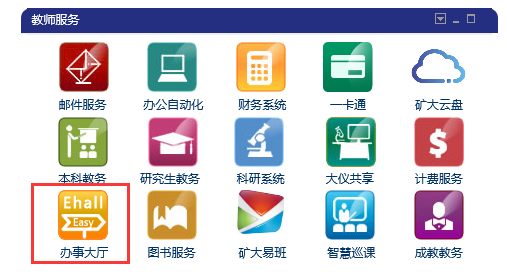 教师服务
邮件服务 办公自动化 财务系统 一卡通 矿大云盘
本科教务 研究生教务 科研系统 大仪共享 计费服务
Ehall
Easy
办事大厅 图书服务 矿大易班 智慧巡课 成教教务